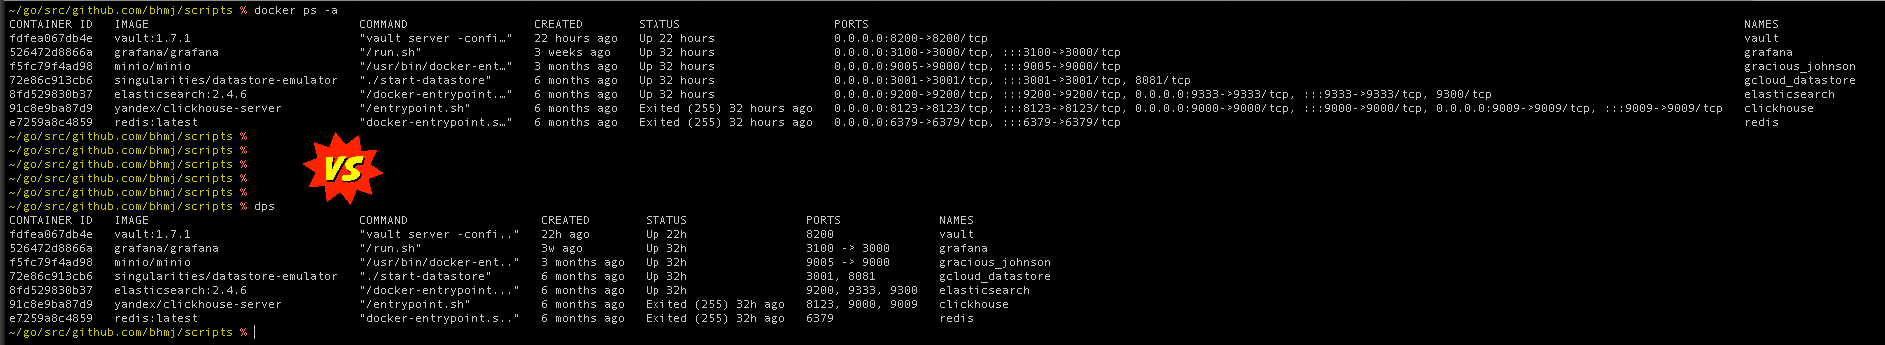 ~/go/src/github.com/bhmj/scripts % docker ps -a
CONTAINER ID   IMAGE                              COMMAND                  CREATED        STATUS                      PORTS                                                                                                                                NAMES
fdfea067db4e   vault:1.7.1                        "vault server -confi…"   22 hours ago   Up 22 hours                 0.0.0.0:8200->8200/tcp                                                                                                               vault
526472d8866a   grafana/grafana                    "/run.sh"                3 weeks ago    Up 32 hours                 0.0.0.0:3100->3000/tcp, :::3100->3000/tcp                                                                                            grafana
f5fc79f4ad98   minio/minio                        "/usr/bin/docker-ent…"   3 months ago   Up 32 hours                 0.0.0.0:9005->9000/tcp, :::9005->9000/tcp                                                                                            gracious_johnson
72e86c913cb6   singularities/datastore-emulator   "./start-datastore"      6 months ago   Up 32 hours                 0.0.0.0:3001->3001/tcp, :::3001->3001/tcp, 8081/tcp                                                                                  gcloud_datastore
8fd529830b37   elasticsearch:2.4.6                "/docker-entrypoint.…"   6 months ago   Up 32 hours                 0.0.0.0:9200->9200/tcp, :::9200->9200/tcp, 0.0.0.0:9333->9333/tcp, :::9333->9333/tcp, 9300/tcp                                       elasticsearch
91c8e9ba87d9   yandex/clickhouse-server           "/entrypoint.sh"         6 months ago   Exited (255) 32 hours ago   0.0.0.0:8123->8123/tcp, :::8123->8123/tcp, 0.0.0.0:9000->9000/tcp, :::9000->9000/tcp, 0.0.0.0:9009->9009/tcp, :::9009->9009/tcp   clickhouse
e7259a8c4859   redis:latest                       "docker-entrypoint.s…"   6 months ago   Exited (255) 32 hours ago   0.0.0.0:6379->6379/tcp, :::6379->6379/tcp                                                                                            redis
~/go/src/github.com/bhmj/scripts %
~/go/src/github.com/bhmj/scripts %
~/go/src/github.com/bhmj/scripts %
VS
~/go/src/github.com/bhmj/scripts %
~/go/src/github.com/bhmj/scripts %
~/go/src/github.com/bhmj/scripts % dps
CONTAINER ID   IMAGE                              COMMAND                   CREATED        STATUS                 PORTS              NAMES
fdfea067db4e   vault:1.7.1                        "vault server -confi.."   22h ago        Up 22h                 8200               vault
526472d8866a   grafana/grafana                    "/run.sh"                 3w ago         Up 32h                 3100 -> 3000       grafana
f5fc79f4ad98   minio/minio                        "/usr/bin/docker-ent.."   3 months ago   Up 32h                 9005 -> 9000       gracious_johnson
72e86c913cb6   singularities/datastore-emulator   "./start-datastore"       6 months ago   Up 32h                 3001, 8081         gcloud_datastore
8fd529830b37   elasticsearch:2.4.6                "/docker-entrypoint..."   6 months ago   Up 32h                 9200, 9333, 9300   elasticsearch
91c8e9ba87d9   yandex/clickhouse-server           "/entrypoint.sh"          6 months ago   Exited (255) 32h ago   8123, 9000, 9009   clickhouse
e7259a8c4859   redis:latest                       "docker-entrypoint.s.."   6 months ago   Exited (255) 32h ago   6379               redis
~/go/src/github.com/bhmj/scripts %